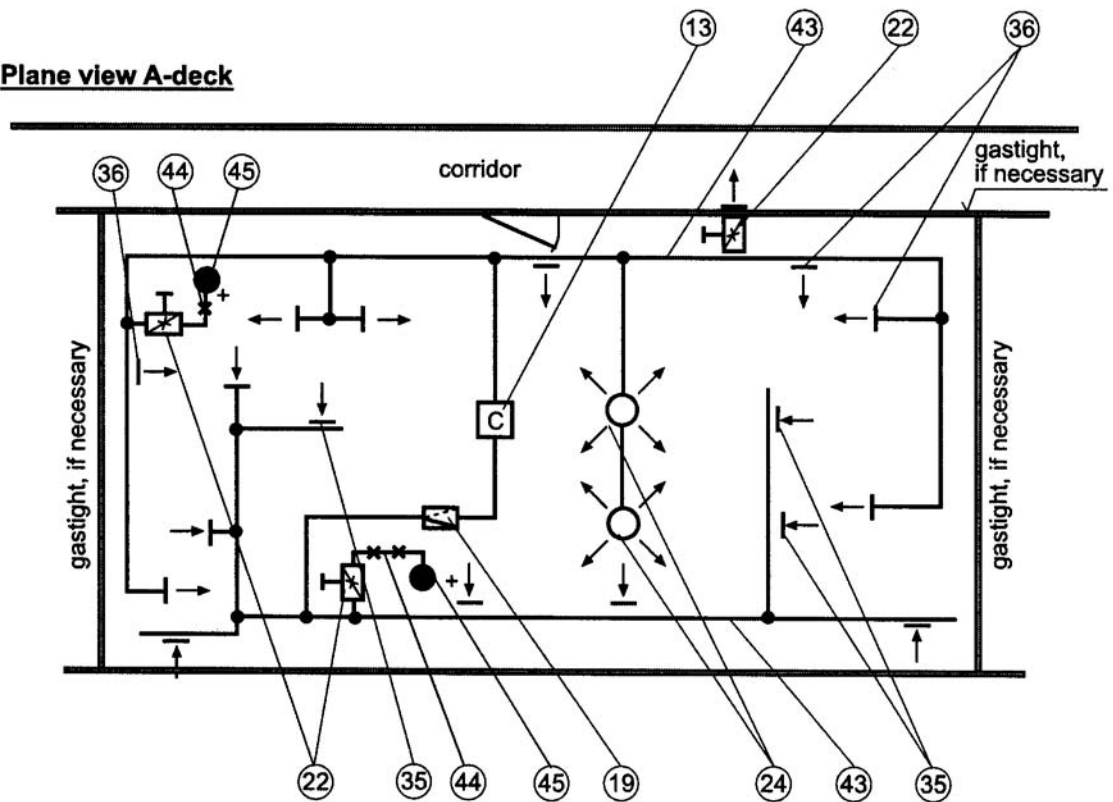 13 43 22 36
Plane view A-deck
corridor
gastight,
if necessary
36 44 45
+
gastight, if necessary
gastight, if necessary
C
+
22 35 44 45 19 24 43 35